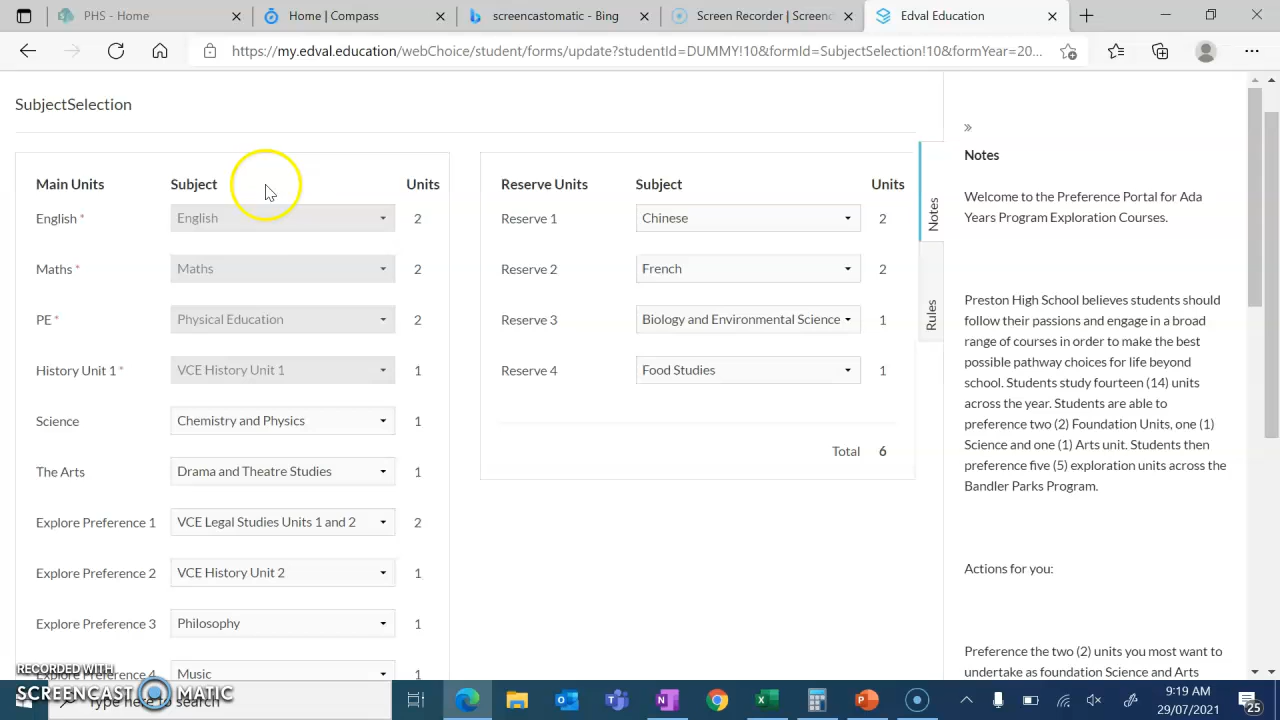 PHS - Home
Home | Compass
screencastomatic - Bing
Screen Recorder | Screenc
Edval Education
https://my.edval.education/webChoice/student/forms/update?studentId=DUMMY!10&formId=SubjectSelection!10&formYear=20...
SubjectSelection
Main Units Subject Units
English * English 2
Maths * Maths 2
PE * Physical Education 2
History Unit 1 * VCE History Unit 1 1
Science Chemistry and Physics 1
The Arts Drama and Theatre Studies 1
Explore Preference 1 VCE Legal Studies Units 1 and 2 2
Explore Preference 2 VCE History Unit 2 1
Explore Preference 3 Philosophy 1
Explore Preference 4 Music 1
Reserve Units Subject Units
Reserve 1 Chinese 2
Reserve 2 French 2
Reserve 3 Biology and Environmental Science 1
Reserve 4 Food Studies 1
Total 6
Notes
Rules
»
Notes
Welcome to the Preference Portal for Ada
Years Program Exploration Courses.
Preston High School believes students should
follow their passions and engage in a broad
range of courses in order to make the best
possible pathway choices for life beyond
school. Students study fourteen (14) units
across the year. Students are able to
preference two (2) Foundation Units, one (1)
Science and one (1) Arts unit. Students then
preference five (5) exploration units across the
Bandler Parks Program.
Actions for you:
Preference the two (2) units you most want to
undertake as foundation Science and Arts
RECORDED WITH
SCREENCAST MATIC
Type here to search
9:19 AM
29/07/2021
25